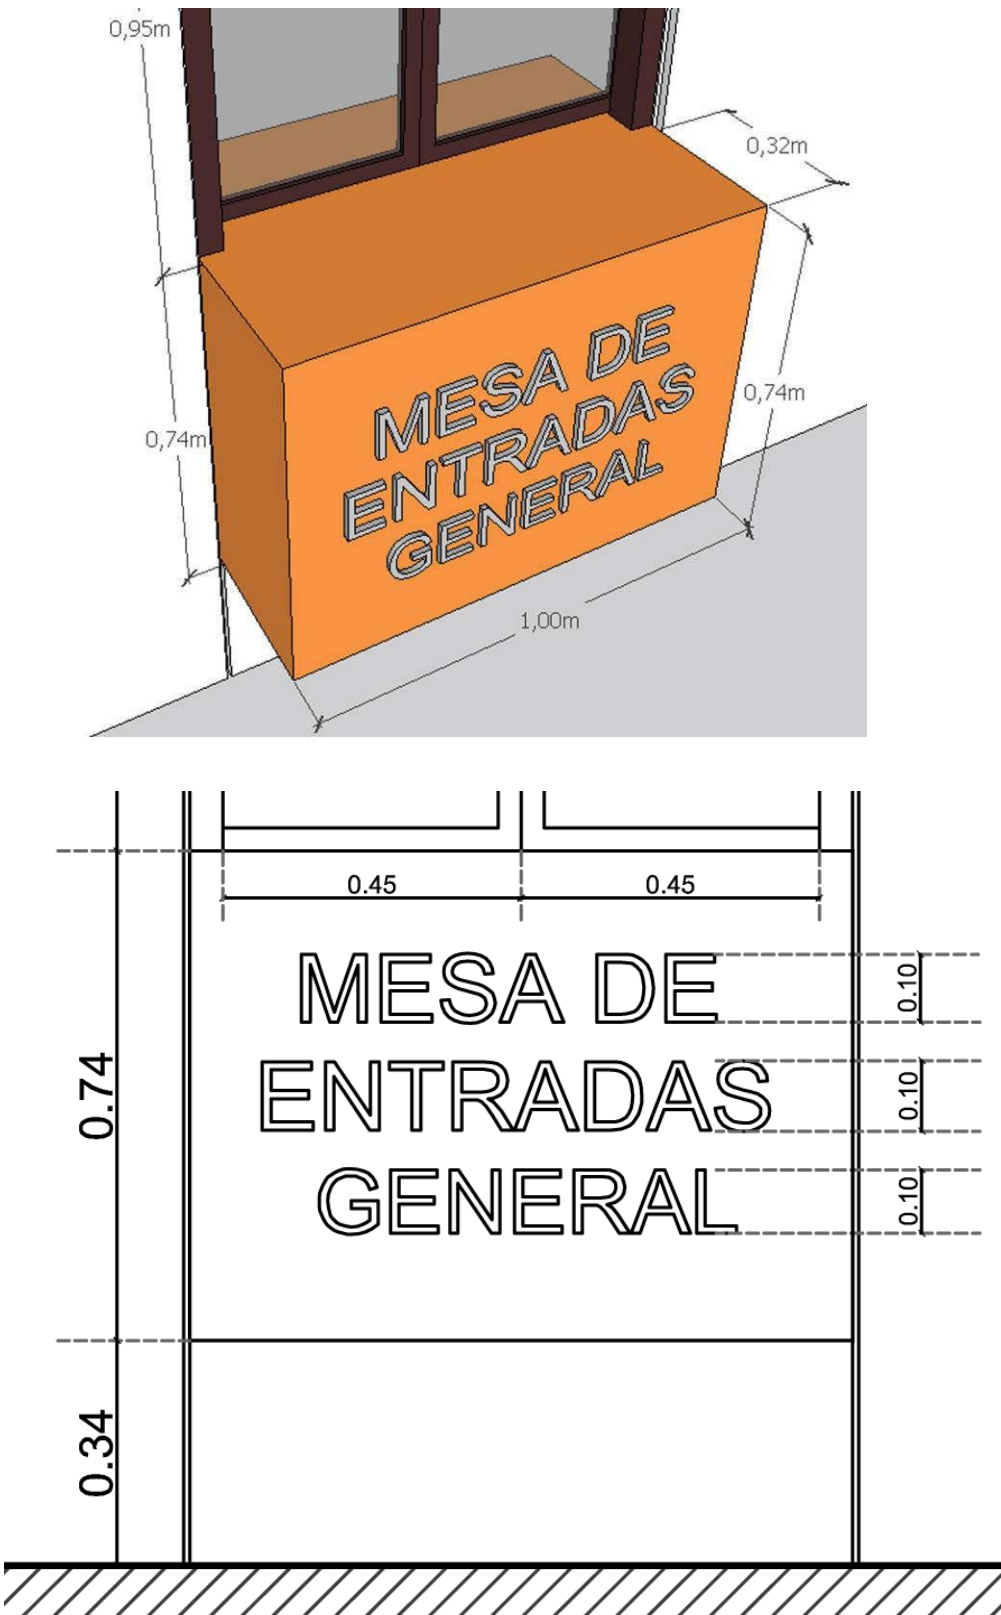 0,95m
0,32m
MESA DE
ENTRADAS
GENERAL
0,74m
0,74m
1,00m
0.45
0.45
MESA DE
ENTRADAS
GENERAL
0.10
0.10
0.10
0.74
0.34